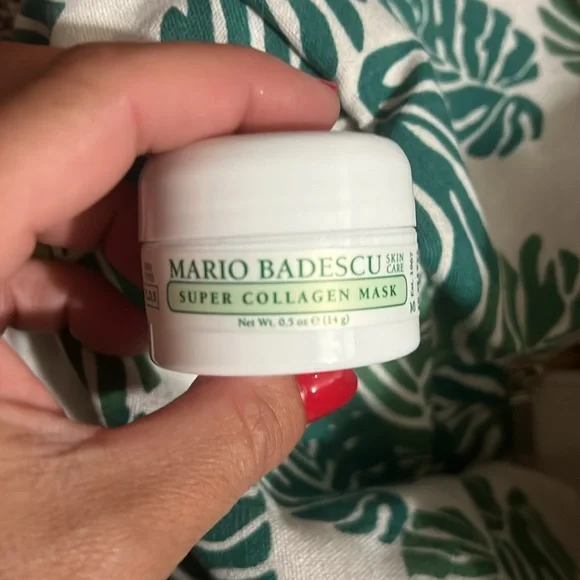 MARIO BADESCU SKIN CARE
SUPER COLLAGEN MASK
Net Wt. 0.5 oz ℮ (14 g)